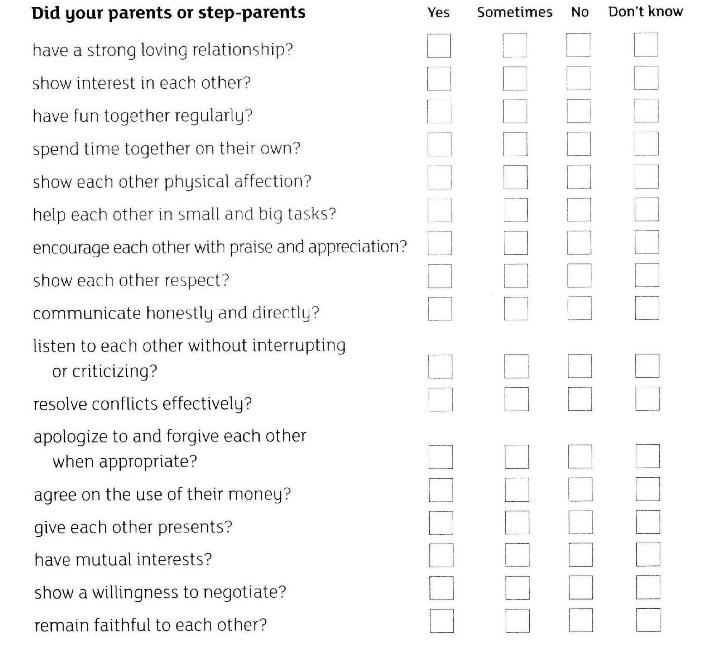 Did your parents or step-parents Yes Sometimes No Don't know
have a strong loving relationship?
show interest in each other?
have fun together regularly?
spend time together on their own?
show each other physical affection?
help each other in small and big tasks?
encourage each other with praise and appreciation?
show each other respect?
communicate honestly and directly?
listen to each other without interrupting
or criticizing?
resolve conflicts effectively?
apologize to and forgive each other
when appropriate?
agree on the use of their money?
give each other presents?
have mutual interests?
show a willingness to negotiate?
remain faithful to each other?